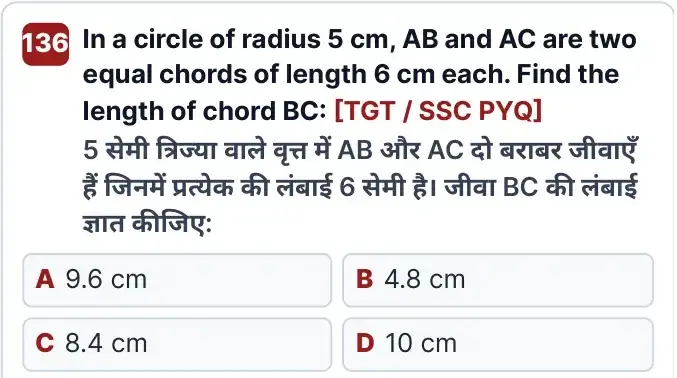 136 In a circle of radius 5 cm, AB and AC are two
equal chords of length 6 cm each. Find the
length of chord BC: [TGT / SSC PYQ]
5 सेमी त्रिज्या वाले वृत्त में AB और AC दो बराबर जीवाएँ
हैं जिनमें प्रत्येक की लंबाई 6 सेमी है। जीवा BC की लंबाई
ज्ञात कीजिए:
A 9.6 cm
B 4.8 cm
C 8.4 cm
D 10 cm